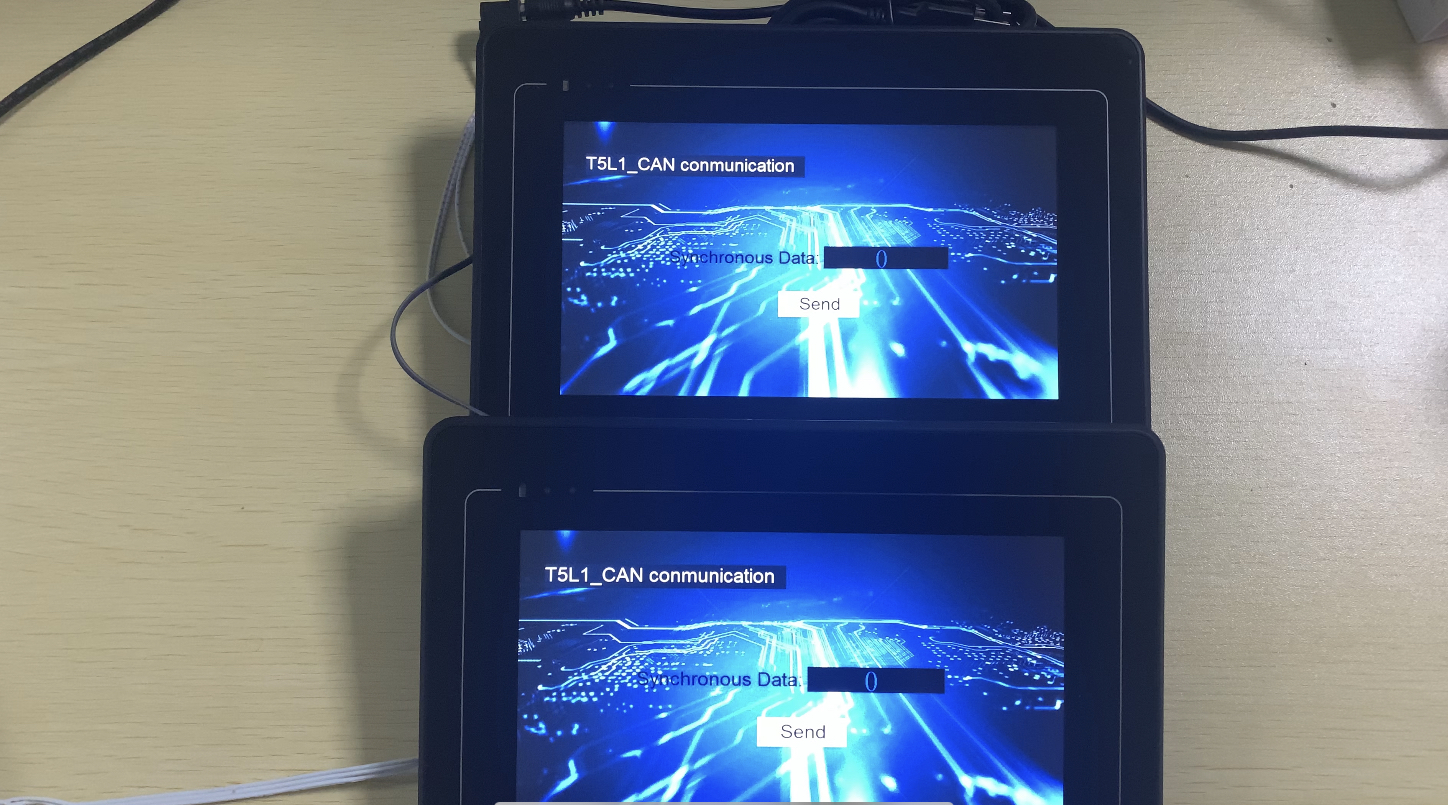 T5L1_CAN conmunication
Synchronous Data: 0
Send
T5L1_CAN conmunication
Synchronous Data: 0
Send